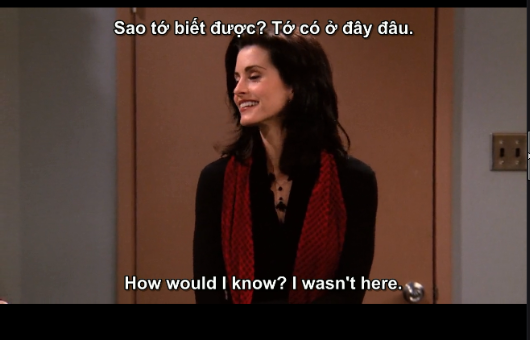 Sao tớ biết được? Tớ có ở đây đâu.
How would I know? I wasn't here.